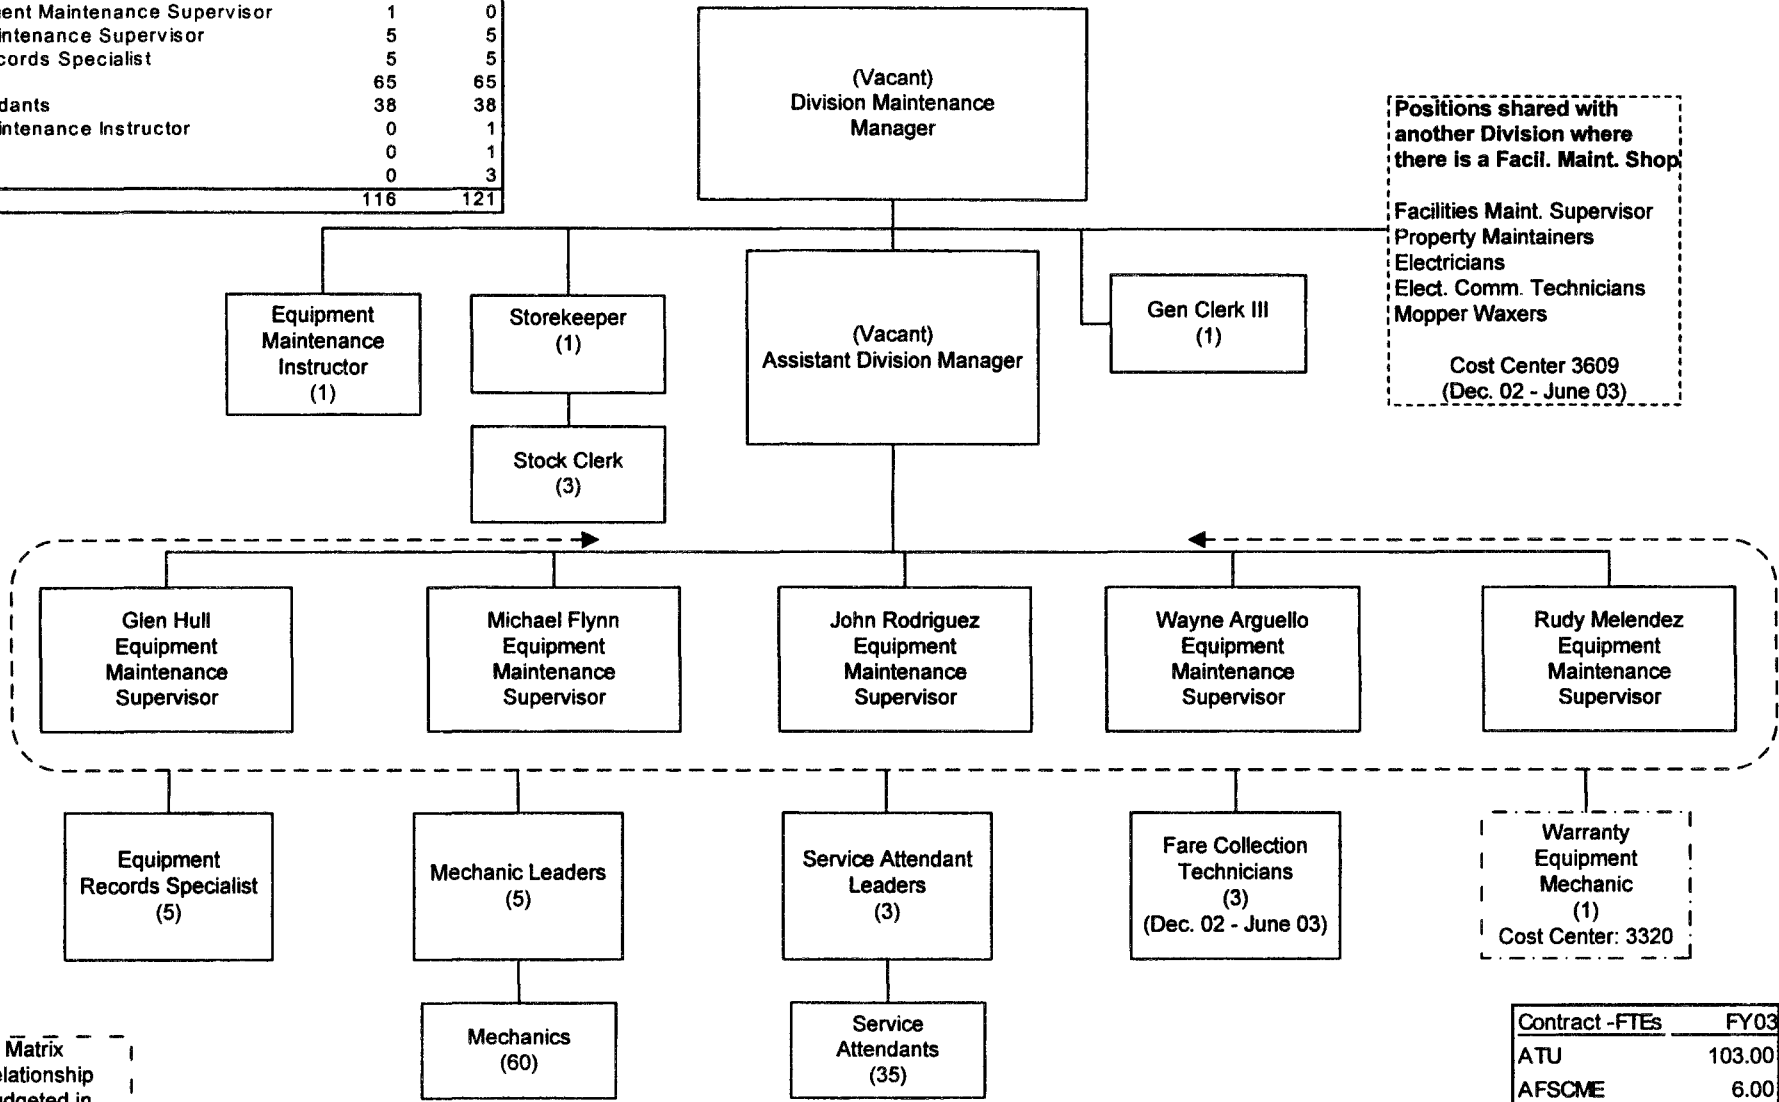 Maintenance Supervisor 1 0
Maintenance Supervisor 5 5
Records Specialist 5 5
65 65
38 38
Maintenance Instructor 0 1
0 1
0 3
116 121
(Vacant)
Division Maintenance
Manager
Positions shared with
another Division where
there is a Facil. Maint. Shop
Facilities Maint. Supervisor
Property Maintainers
Electricians
Elect. Comm. Technicians
Mopper Waxers
Cost Center 3609
(Dec. 02 - June 03)
Equipment
Maintenance
Instructor
(1)
Storekeeper
(1)
Stock Clerk
(3)
(Vacant)
Assistant Division Manager
Gen Clerk III
(1)
Glen Hull
Equipment
Maintenance
Supervisor
Michael Flynn
Equipment
Maintenance
Supervisor
John Rodriguez
Equipment
Maintenance
Supervisor
Wayne Arguello
Equipment
Maintenance
Supervisor
Rudy Melendez
Equipment
Maintenance
Supervisor
Equipment
Records Specialist
(5)
Mechanic Leaders
(5)
Service Attendant
Leaders
(3)
Fare Collection
Technicians
(3)
(Dec. 02 - June 03)
Warranty
Equipment
Mechanic
(1)
Cost Center: 3320
Mechanics
(60)
Service
Attendants
(35)
Matrix
elationship
udgeted in
Contract -FTEs FY03
ATU 103.00
AFSCME 6.00